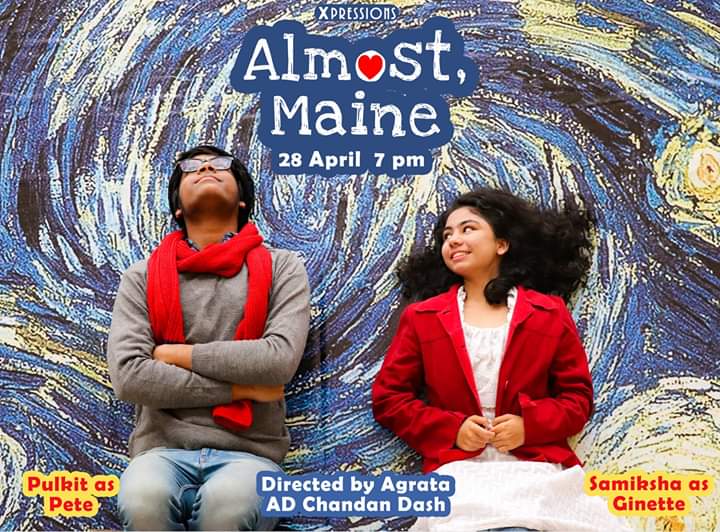 XPRESSIONS
Almost,
Maine
28 April 7 pm
Pulkit as
Pete
Directed by Agrata
AD Chandan Dash
Samiksha as
Ginette